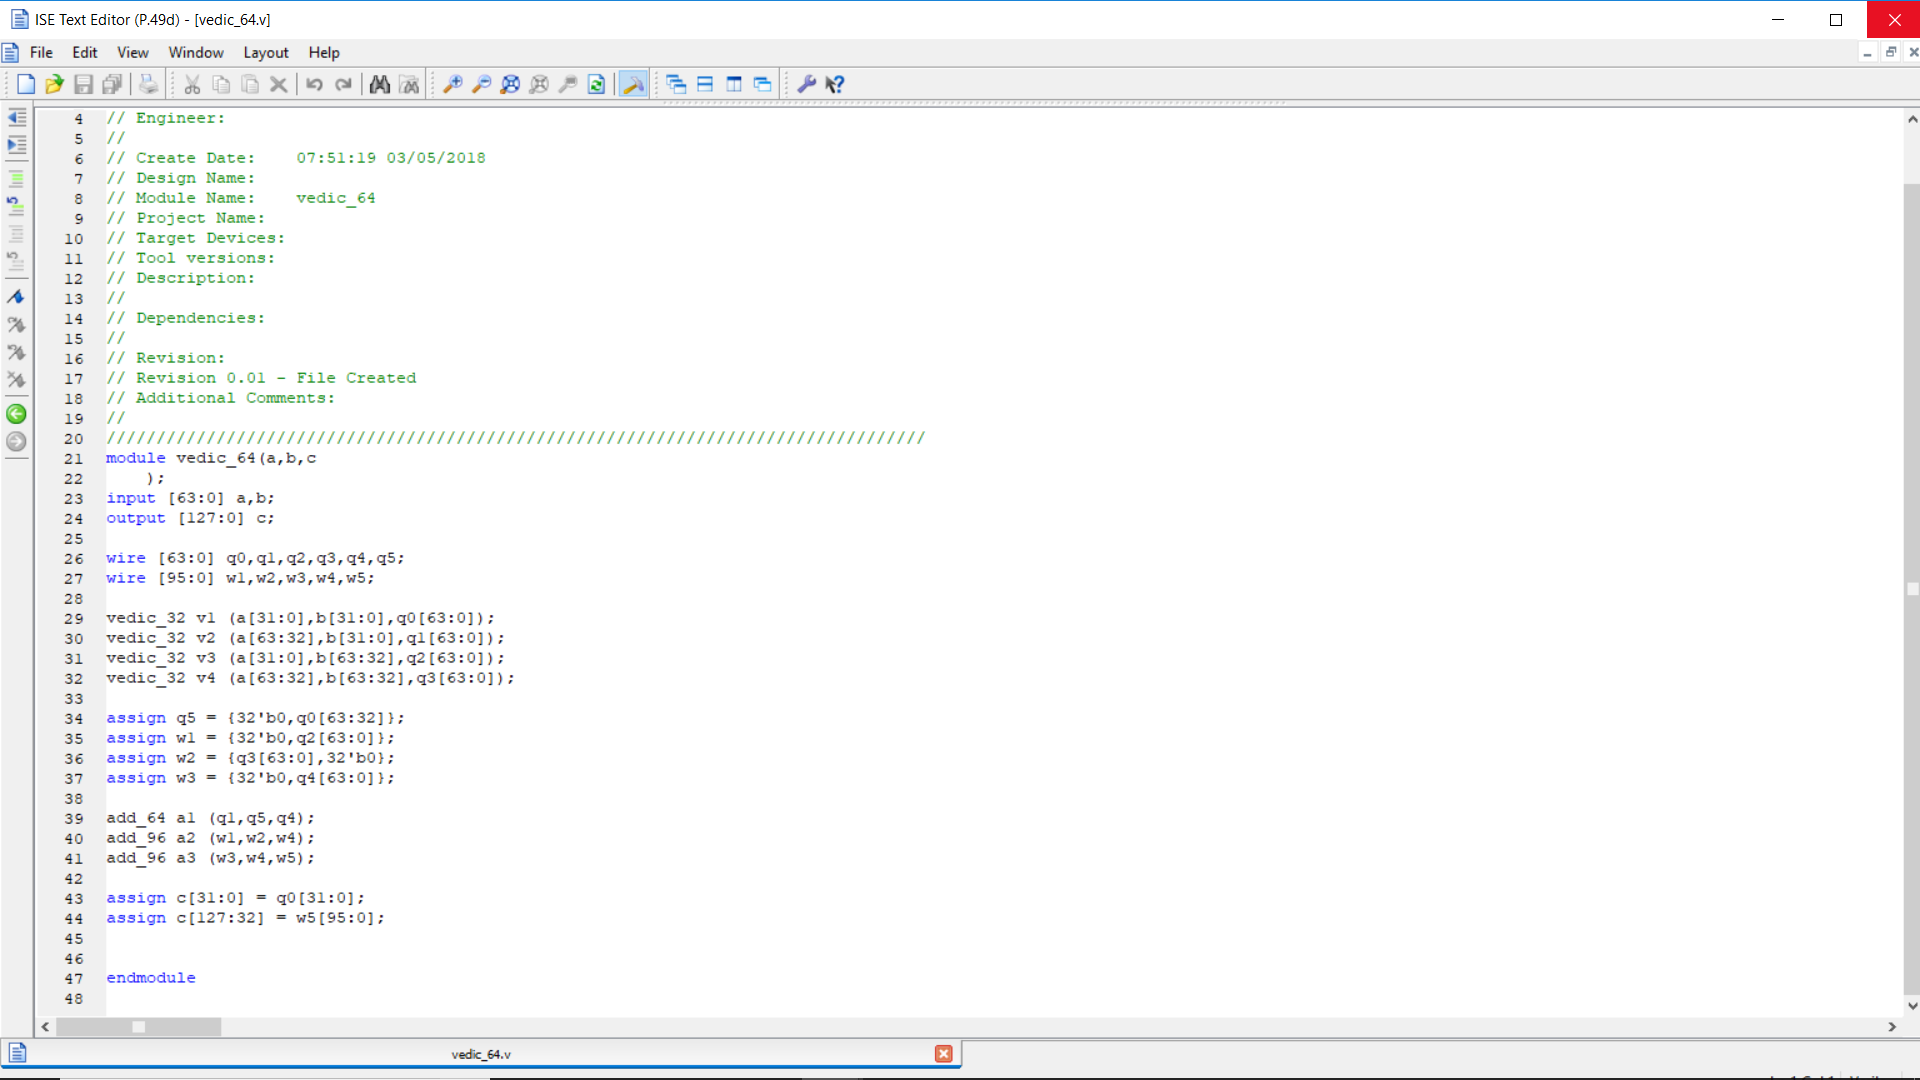 ISE Text Editor (P.49d) - [vedic_64.v]
File Edit View Window Layout Help
4 // Engineer:
5 //
6 // Create Date:    07:51:19 03/05/2018
7 // Design Name:
8 // Module Name:    vedic_64
9 // Project Name:
10 // Target Devices:
11 // Tool versions:
12 // Description:
13 //
14 // Dependencies:
15 //
16 // Revision:
17 // Revision 0.01 - File Created
18 // Additional Comments:
19 //
20 //////////////////////////////////////////////////////////////////////////////////
21 module vedic_64(a,b,c
22     );
23 input [63:0] a,b;
24 output [127:0] c;
25
26 wire [63:0] q0,q1,q2,q3,q4,q5;
27 wire [95:0] w1,w2,w3,w4,w5;
28
29 vedic_32 v1 (a[31:0],b[31:0],q0[63:0]);
30 vedic_32 v2 (a[63:32],b[31:0],q1[63:0]);
31 vedic_32 v3 (a[31:0],b[63:32],q2[63:0]);
32 vedic_32 v4 (a[63:32],b[63:32],q3[63:0]);
33
34 assign q5 = {32'b0,q0[63:32]};
35 assign w1 = {32'b0,q2[63:0]};
36 assign w2 = {q3[63:0],32'b0};
37 assign w3 = {32'b0,q4[63:0]};
38
39 add_64 a1 (q1,q5,q4);
40 add_96 a2 (w1,w2,w4);
41 add_96 a3 (w3,w4,w5);
42
43 assign c[31:0] = q0[31:0];
44 assign c[127:32] = w5[95:0];
45
46
47 endmodule
48
vedic_64.v